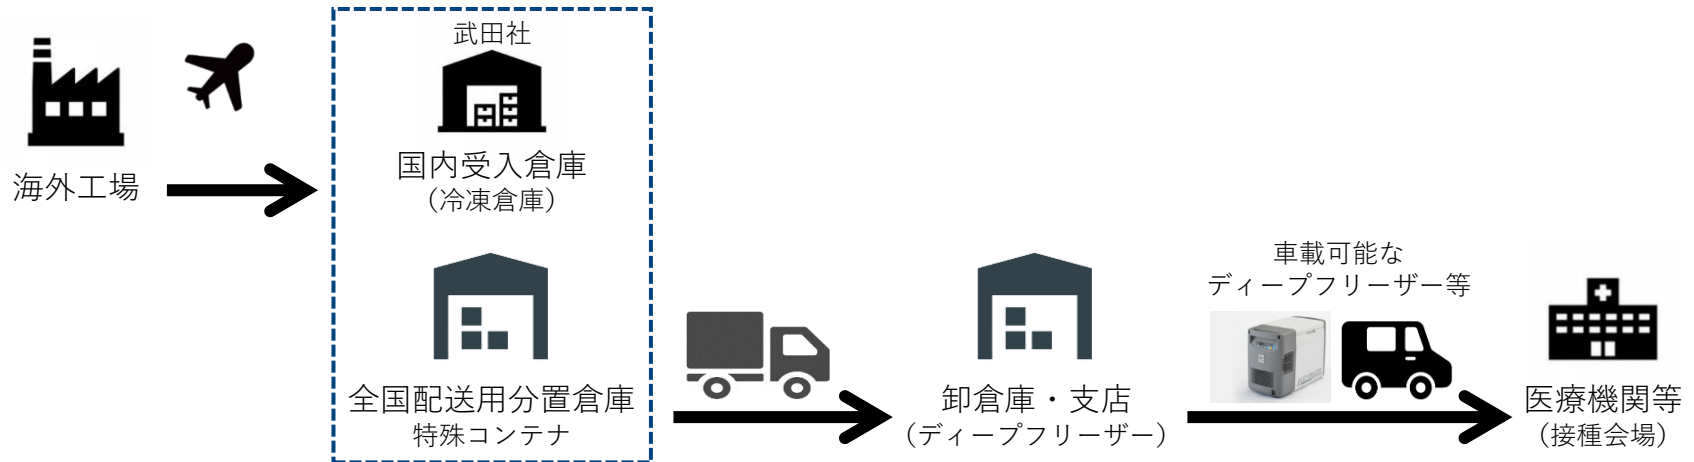 海外工場
武田社
国内受入倉庫
（冷凍倉庫）
全国配送用分置倉庫
特殊コンテナ
卸倉庫・支店
（ディープフリーザー）
車載可能な
ディープフリーザー等
医療機関等
（接種会場）